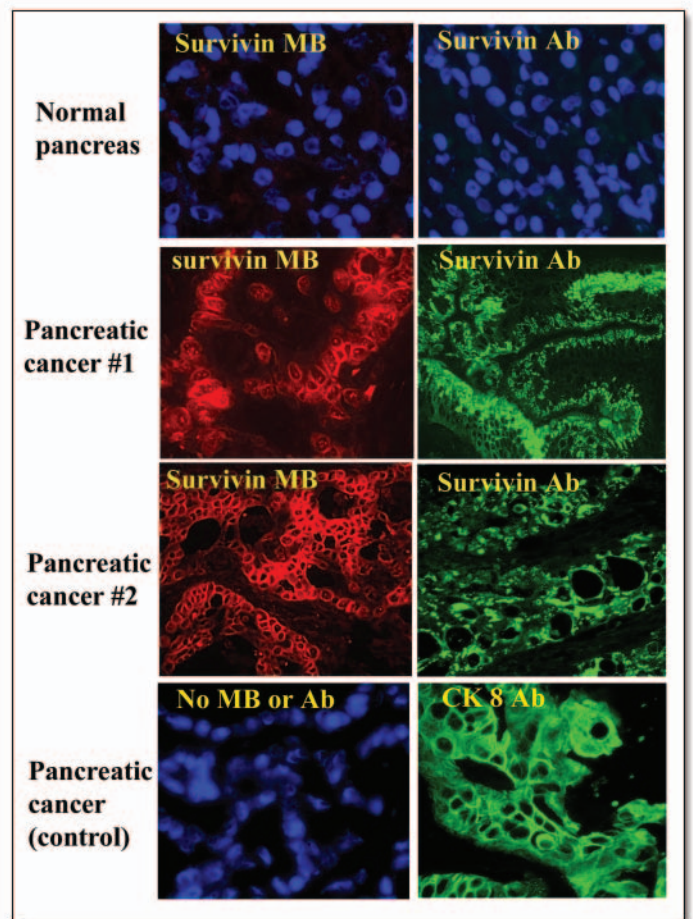 Survivin MB
Survivin Ab
Normal
pancreas
survivin MB
Survivin Ab
Pancreatic
cancer #1
Survivin MB
Survivin Ab
Pancreatic
cancer #2
No MB or Ab
CK 8 Ab
Pancreatic
cancer
(control)